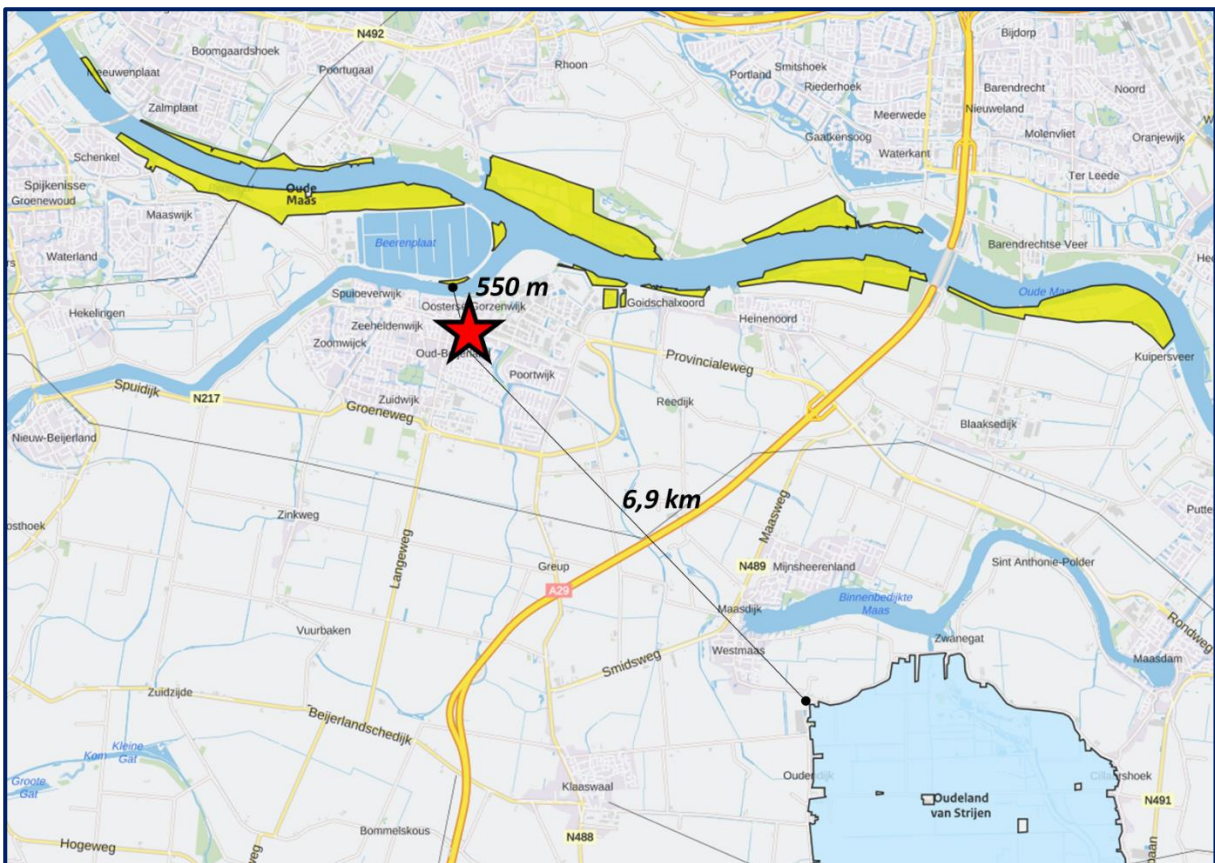 N492
Boomgaardshoek
Poortugaal
Rhoon
Meeuwenplaat
Zalmplaat
Schenkel
Spijkenisse
Groenewoud
Maaswijk
Waterland
Hekelingen
Oude
Maas
Beerenplaat
Portland
Smitshoek
Riederhoek
Bijdorp
Barendrecht
Noord
Nieuweland
Meerwede
Gaatkensoog
Molenvliet
Oranjewijk
Waterkant
Ter Leede
Barendrechtse Veer
Kuipersveer
550 m
Spuioeverwijk
Zeeheldenwijk
Zoomwijck
Zuidwijk
Poortwijk
Goidschalxoord
Heinenoord
Provincialeweg
Reedijk
Blaaksedijk
Spuidijk
N217
Groeneweg
Nieuw-Beijerland
6,9 km
Zinkweg
Langeweg
Greup
A29
Maasweg
N489
Mijnsheerenland
Sint Anthonie-Polder
Binnenbedijkte
Maas
Maasdijk
Westmaas
Zwanegat
Rondweg
Maasdam
Smidsweg
Vuurbaken
Zuidzijde
Beijerlandschedijk
Kleine
Gat
Kom
Groote
Gat
Klaaswaal
Oudeland
van Strijen
N491
Bommelskous
N488
Hogeweg